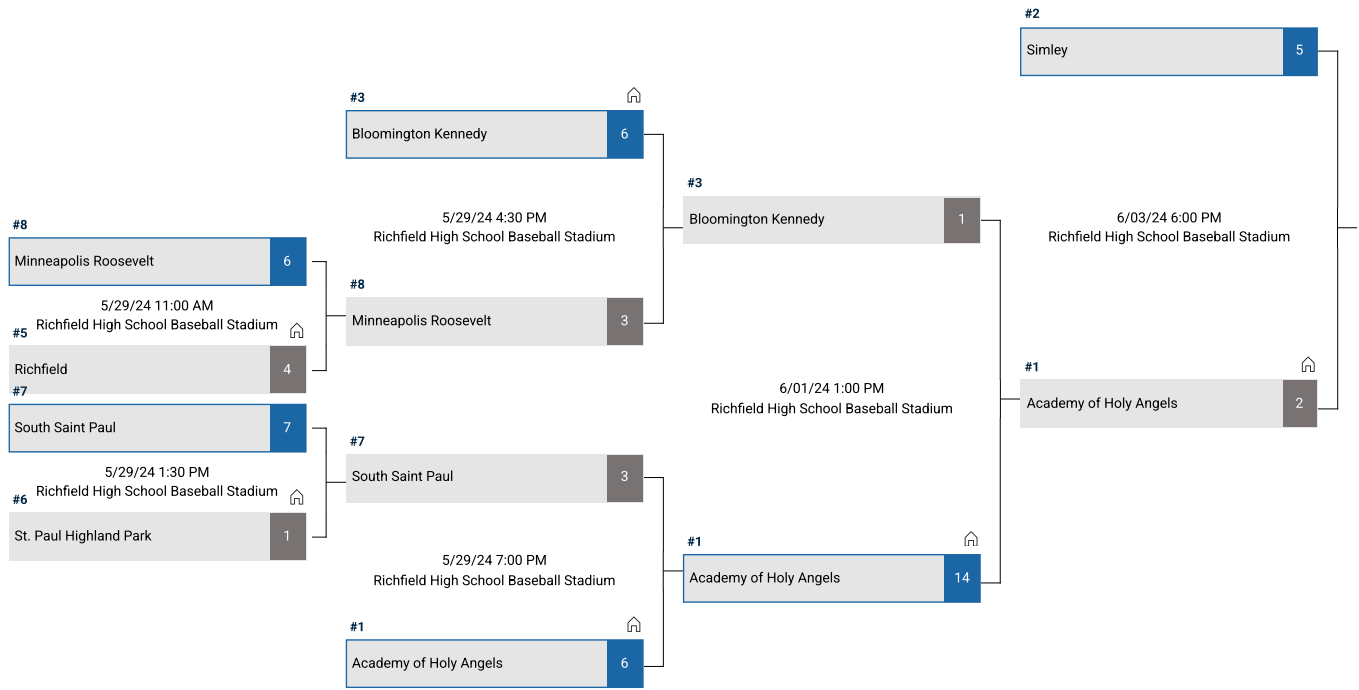 #8
Minneapolis Roosevelt 6
5/29/24 11:00 AM
Richfield High School Baseball Stadium
#5
Richfield 4
#7
South Saint Paul 7
5/29/24 1:30 PM
Richfield High School Baseball Stadium
#6
St. Paul Highland Park 1
#3
Bloomington Kennedy 6
5/29/24 4:30 PM
Richfield High School Baseball Stadium
#8
Minneapolis Roosevelt 3
#7
South Saint Paul 3
5/29/24 7:00 PM
Richfield High School Baseball Stadium
#1
Academy of Holy Angels 6
#3
Bloomington Kennedy 1
6/01/24 1:00 PM
Richfield High School Baseball Stadium
#1
Academy of Holy Angels 14
#2
Simley 5
6/03/24 6:00 PM
Richfield High School Baseball Stadium
#1
Academy of Holy Angels 2